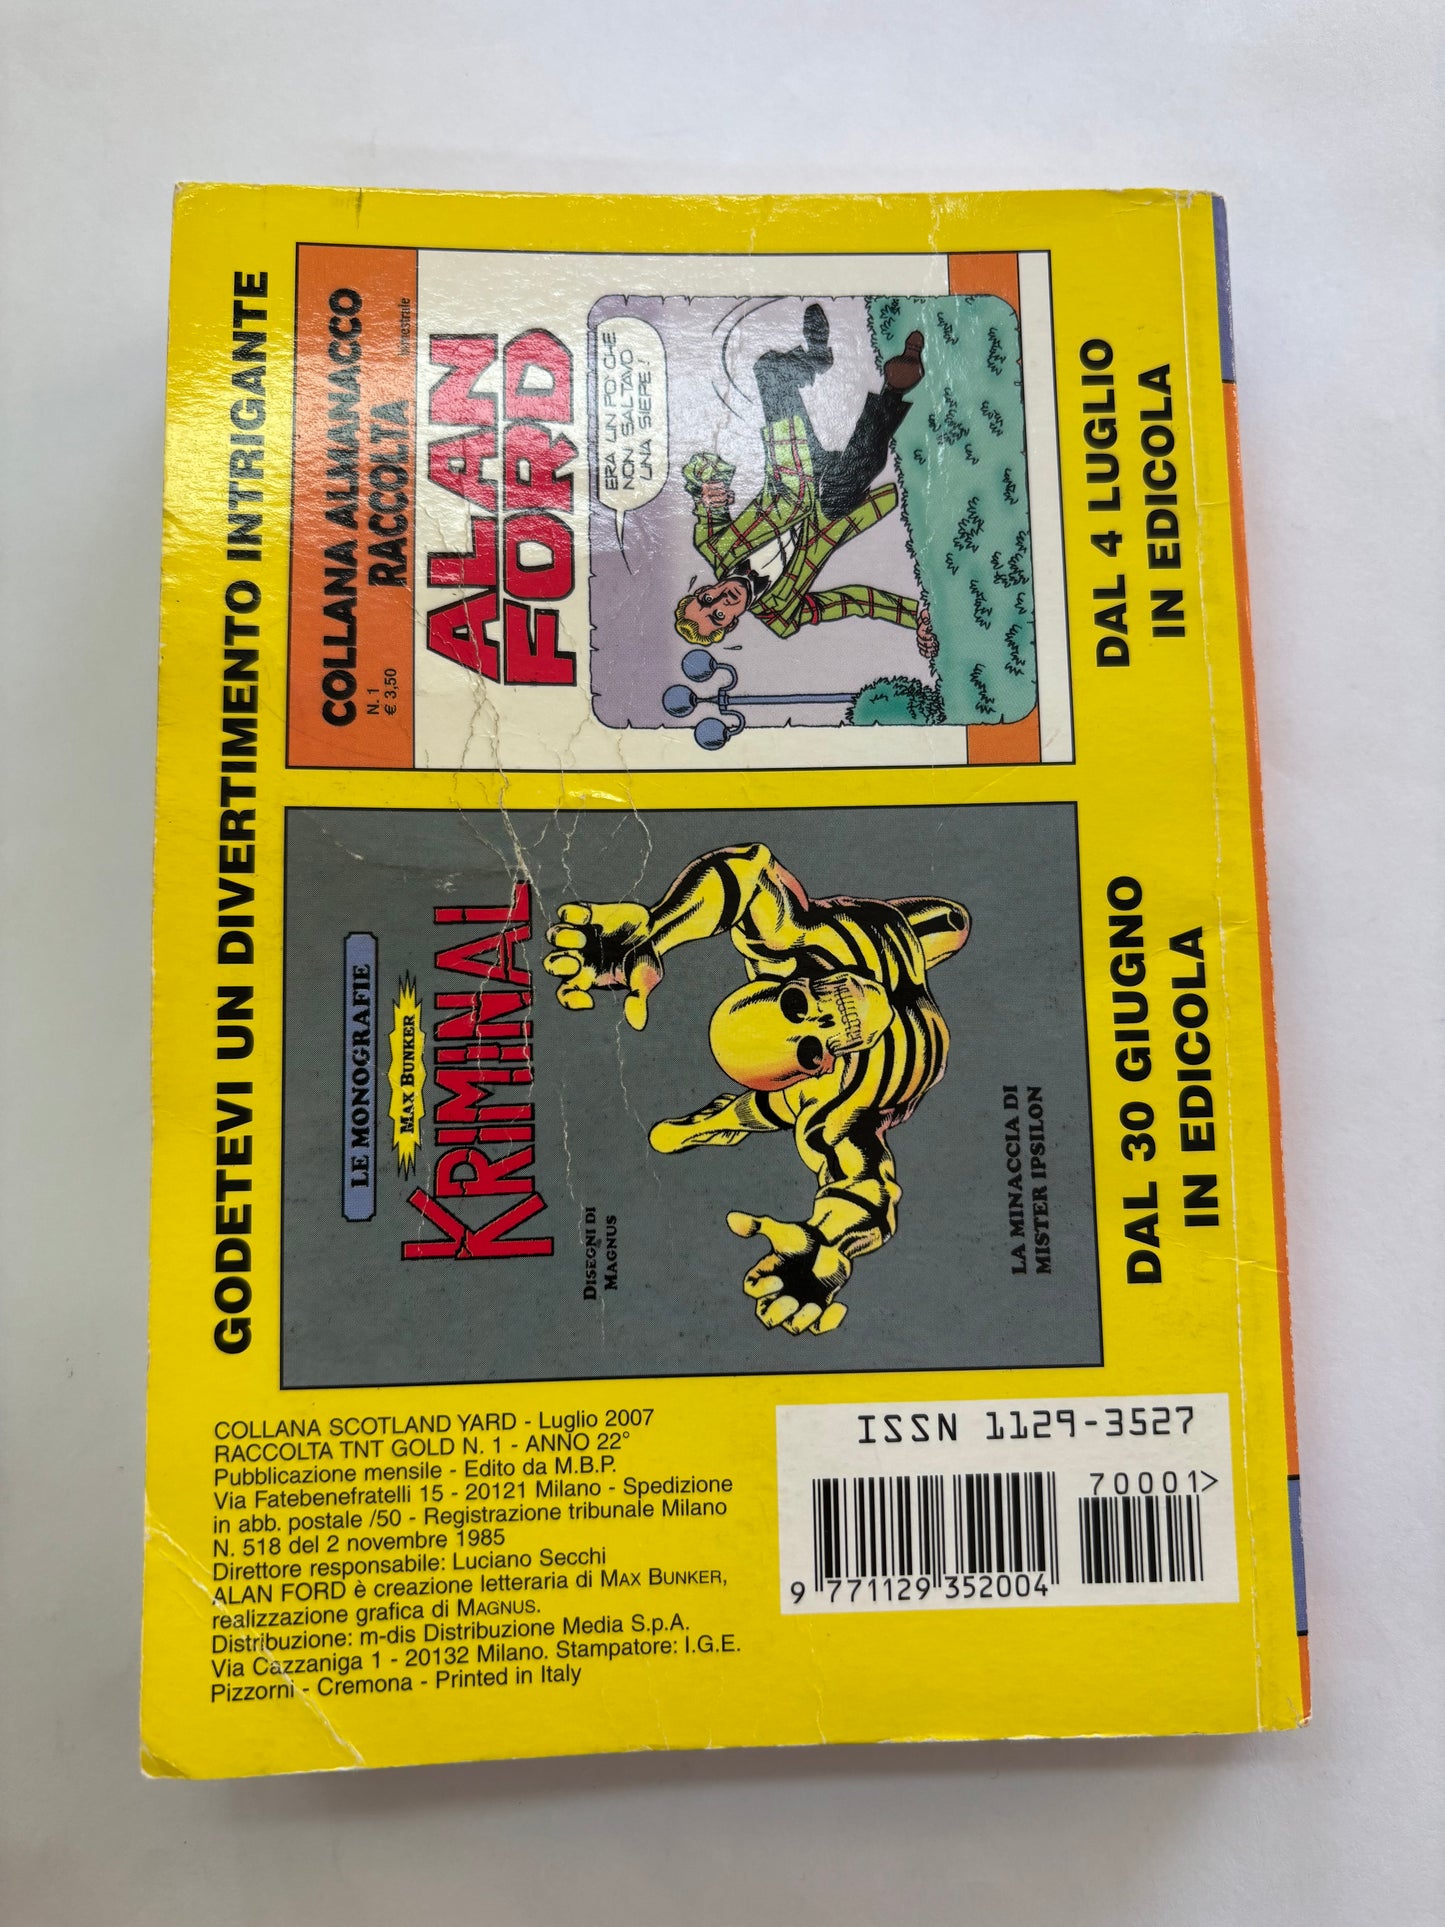 GODETEVI UN DIVERTIMENTO INTRIGANTE
LE MONOGRAFIE
MAX BUNKER
KRIMINAL
DISEGNI DI
MAGNUS
LA MINACCIA DI
MISTER IPSILON
DAL 30 GIUGNO
IN EDICOLA
COLLANA ALMANACCO
RACCOLTA
N. 1
€ 3,50
ALAN
FORD
ERA UN PO' CHE
NON SALTAVO
UNA SIEPE!
DAL 4 LUGLIO
IN EDICOLA
COLLANA SCOTLAND YARD - Luglio 2007
RACCOLTA TNT GOLD N. 1 - ANNO 22°
Pubblicazione mensile - Edito da M.B.P.
Via Fatebenefratelli 15 - 20121 Milano - Spedizione
in abb. postale /50 - Registrazione tribunale Milano
N. 518 del 2 novembre 1985
Direttore responsabile: Luciano Secchi
ALAN FORD è creazione letteraria di MAX BUNKER,
realizzazione grafica di MAGNUS.
Distribuzione: m-dis Distribuzione Media S.p.A.
Via Cazzaniga 1 - 20132 Milano. Stampatore: I.G.E.
Pizzorni - Cremona - Printed in Italy
ISSN 1129-3527
70001>
9 771129 352004